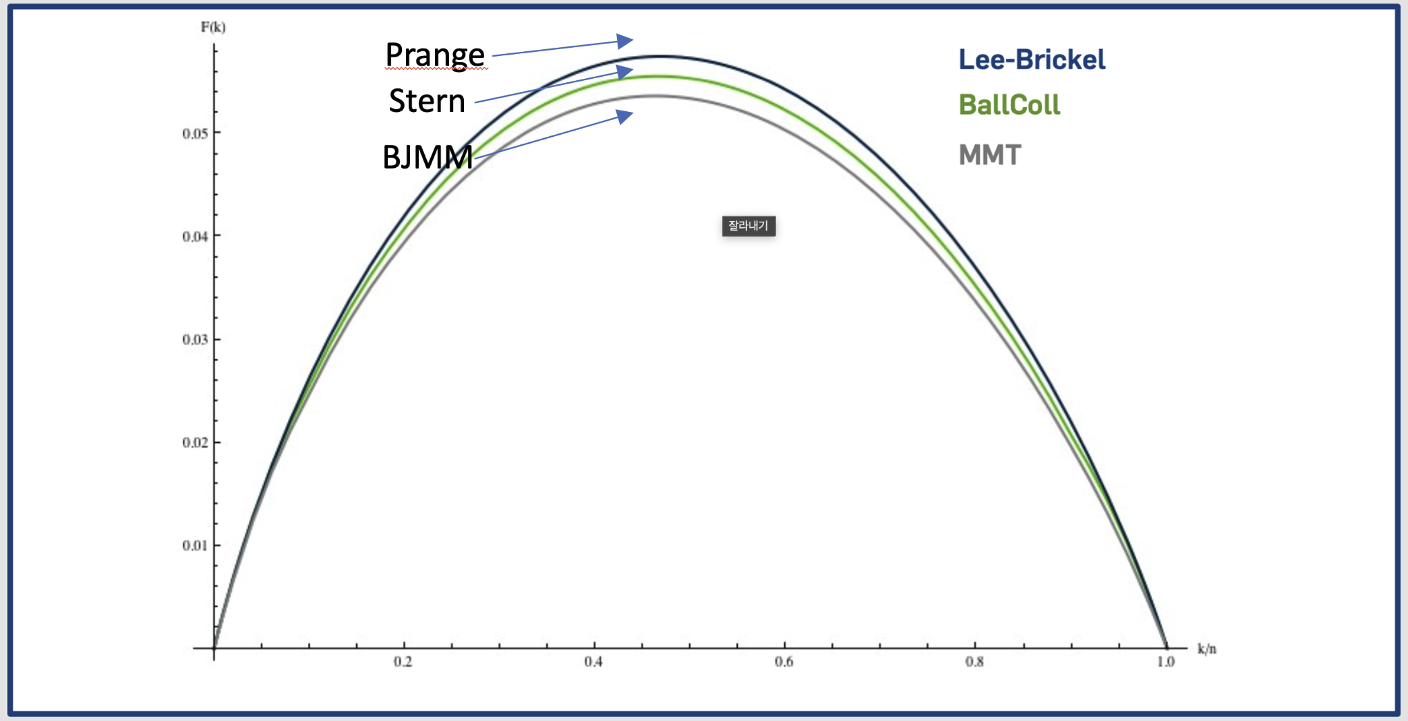 F(k)
Prange
Stern
BJMM
Lee-Brickel
BallColl
MMT
잘라내기
0.05
0.04
0.03
0.02
0.01
0.2
0.4
0.6
0.8
1.0
k/n